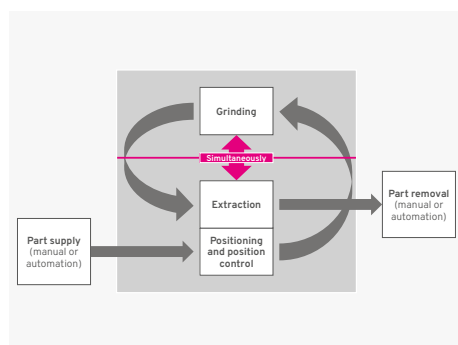 Grinding
Simultaneously
Extraction
Part removal
(manual or
automation)
Positioning
and position
control
Part supply
(manual or
automation)